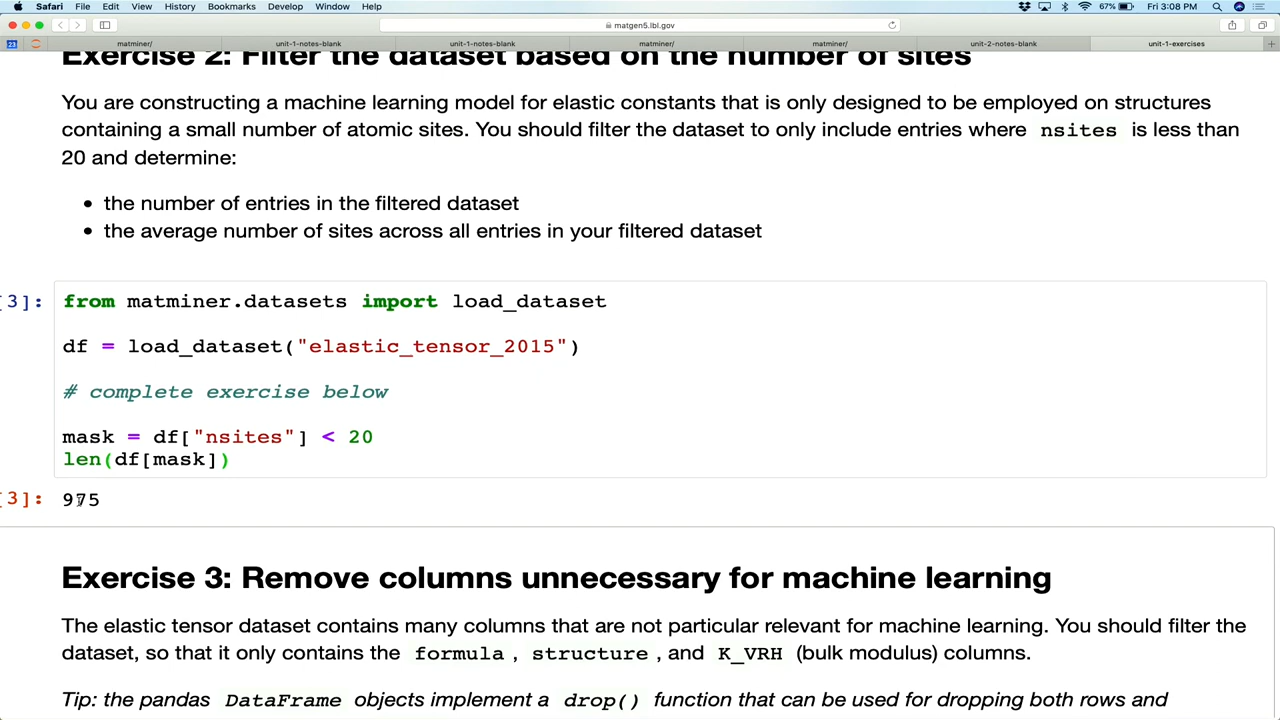 Safari File Edit View History Bookmarks Develop Window Help 67% Fri 3:08 PM
matgen5.lbl.gov
23 matminer/ unit-1-notes-blank unit-1-notes-blank matminer/ matminer/ unit-2-notes-blank unit-1-exercises +
Exercise 2: Filter the dataset based on the number of sites
You are constructing a machine learning model for elastic constants that is only designed to be employed on structures
containing a small number of atomic sites. You should filter the dataset to only include entries where nsites is less than
20 and determine:
• the number of entries in the filtered dataset
• the average number of sites across all entries in your filtered dataset
[3]: from matminer.datasets import load_dataset
df = load_dataset("elastic_tensor_2015")
# complete exercise below
mask = df["nsites"] < 20
len(df[mask])
[3]: 975
Exercise 3: Remove columns unnecessary for machine learning
The elastic tensor dataset contains many columns that are not particular relevant for machine learning. You should filter the
dataset, so that it only contains the formula, structure, and K_VRH (bulk modulus) columns.
Tip: the pandas DataFrame objects implement a drop() function that can be used for dropping both rows and